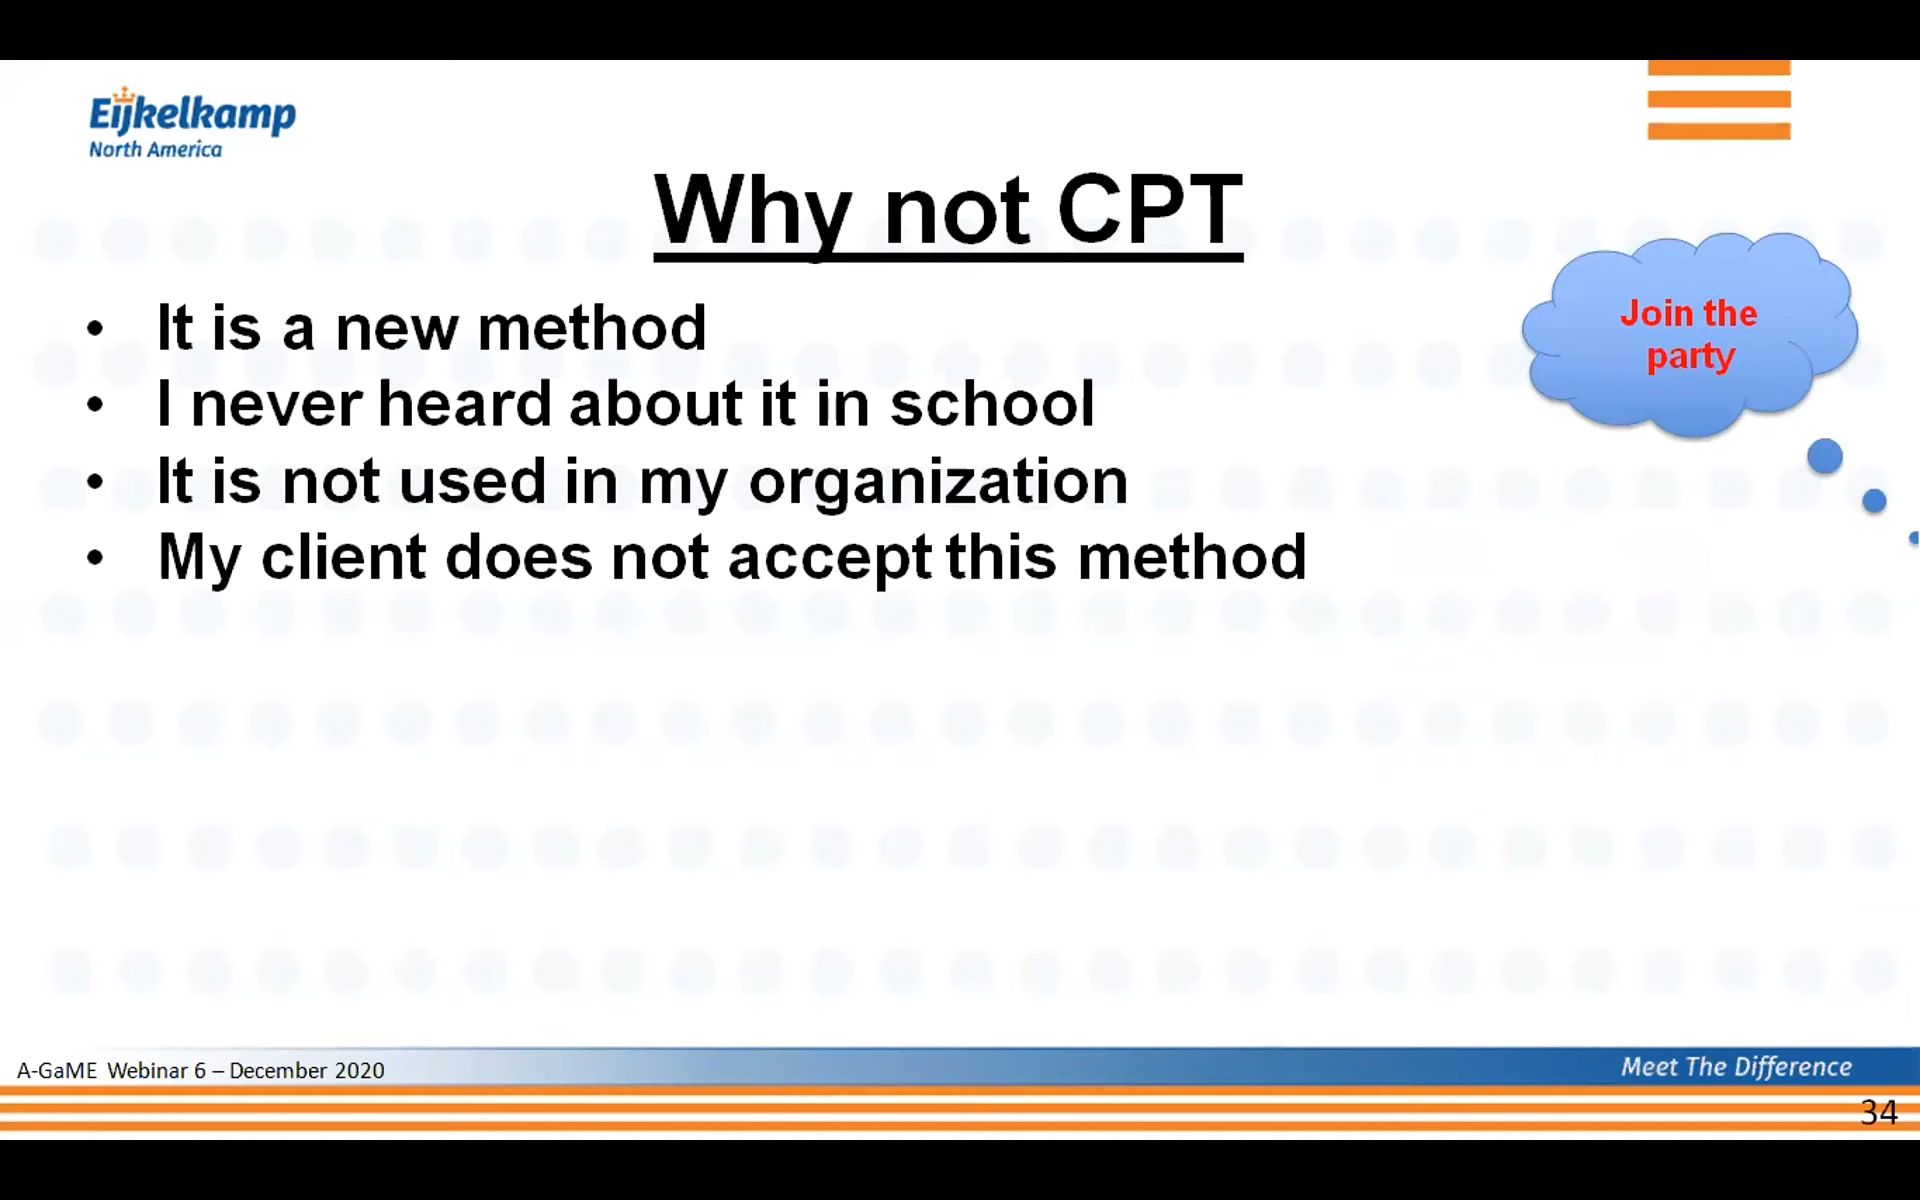 Eijkelkamp
North America
Why not CPT
• It is a new method
• I never heard about it in school
• It is not used in my organization
• My client does not accept this method
Join the
party
A-GaME Webinar 6 – December 2020
Meet The Difference
34